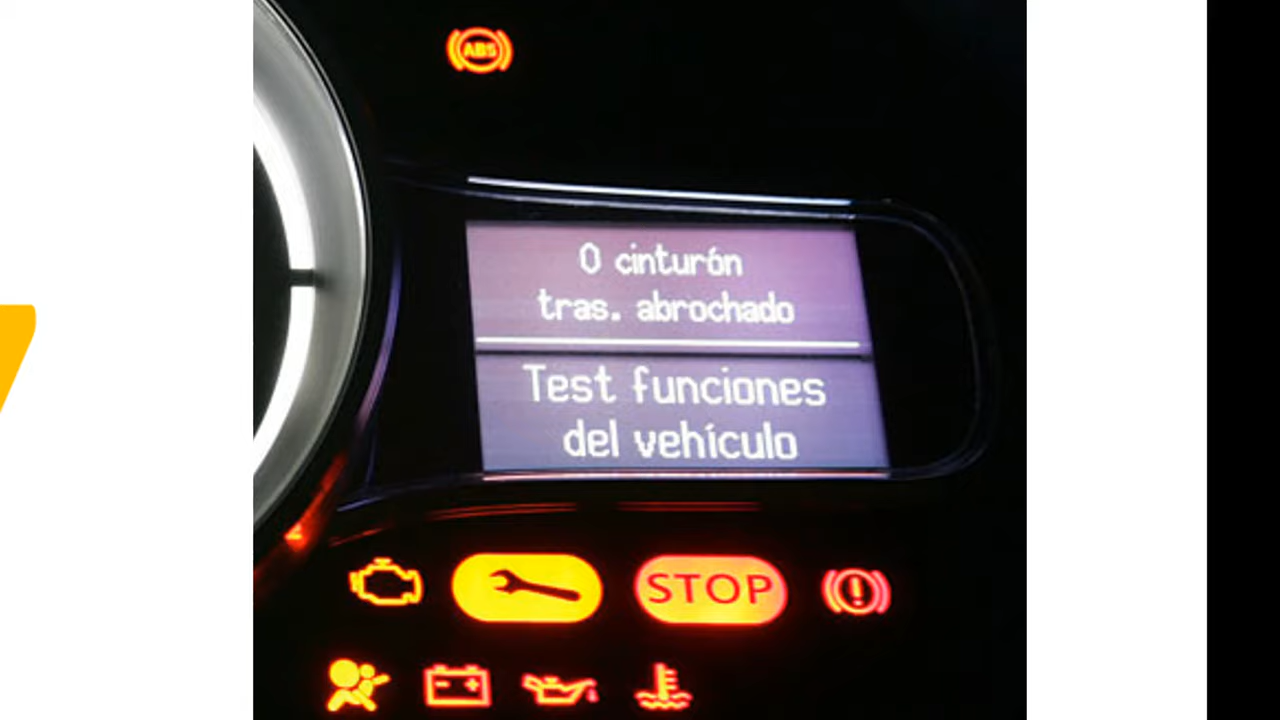 ABS
0 cinturón
tras. abrochado
Test funciones
del vehículo
STOP